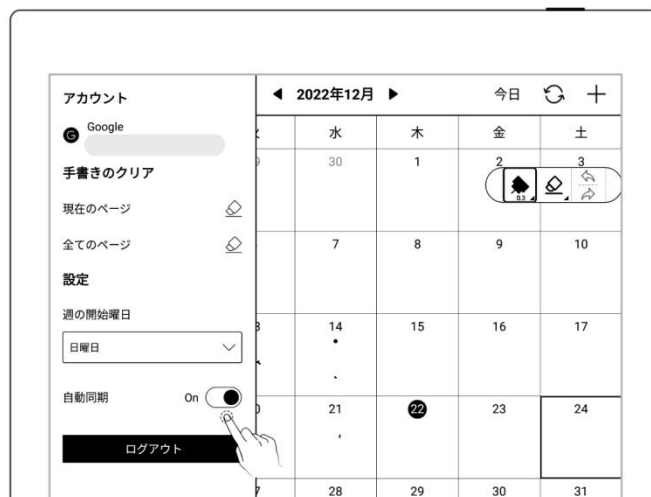 アカウント
Google
手書きのクリア
現在のページ
全てのページ
設定
週の開始曜日
日曜日
自動同期 On
ログアウト
2022年12月 今日
水 木 金 土
30 1 2 3
0.3
7 8 9 10
14 15 16 17
21 22 23 24
28 29 30 31